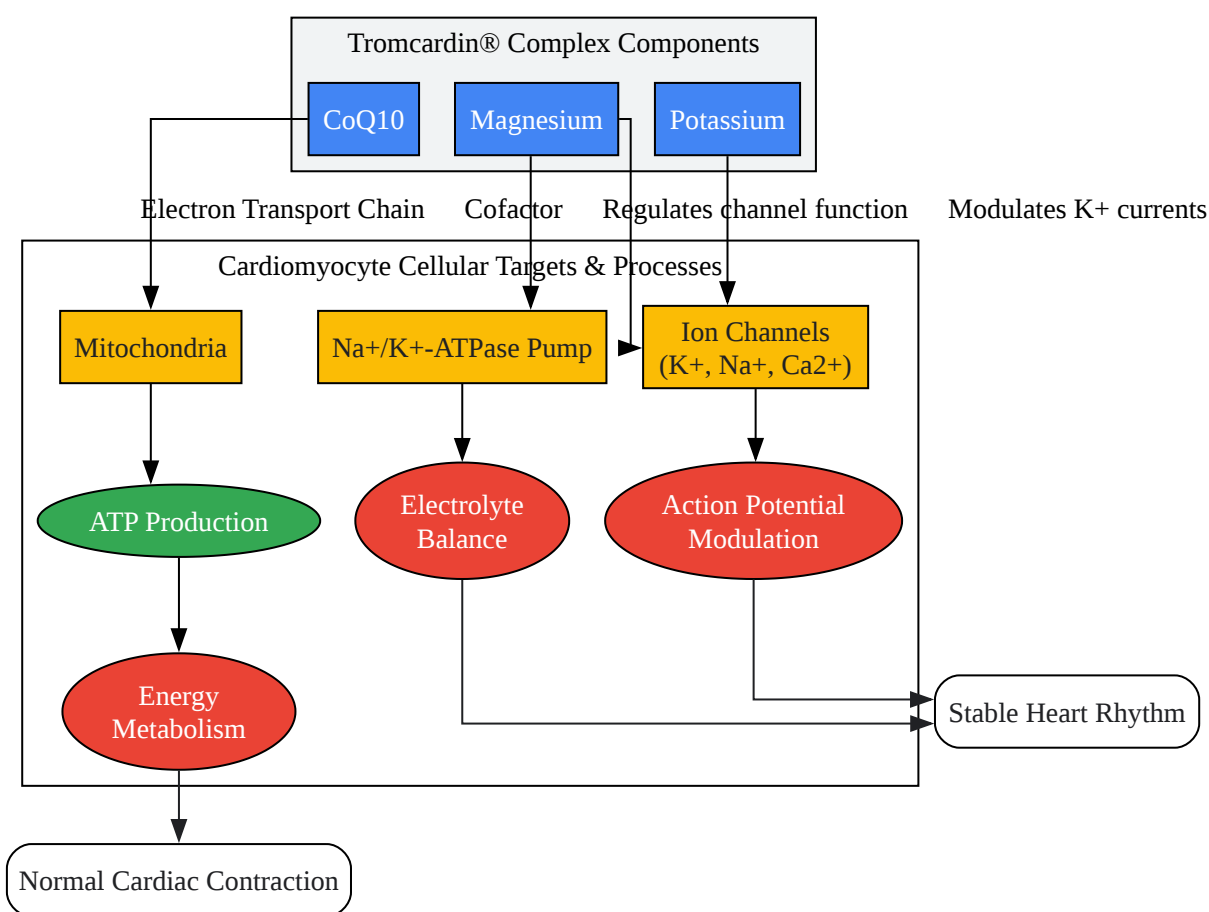 Tromcardin® Complex Components
CoQ10
Magnesium
Potassium
Electron Transport Chain
Cofactor
Regulates channel function
Modulates K+ currents
Cardiomyocyte Cellular Targets & Processes
Mitochondria
Na+/K+-ATPase Pump
Ion Channels
(K+, Na+, Ca2+)
ATP Production
Electrolyte
Balance
Action Potential
Modulation
Energy
Metabolism
Stable Heart Rhythm
Normal Cardiac Contraction